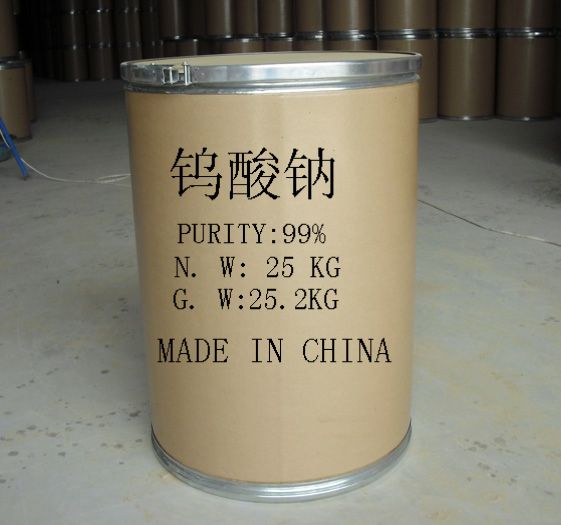 钨酸钠
PURITY:99%
N. W: 25 KG
G. W:25.2KG
MADE IN CHINA